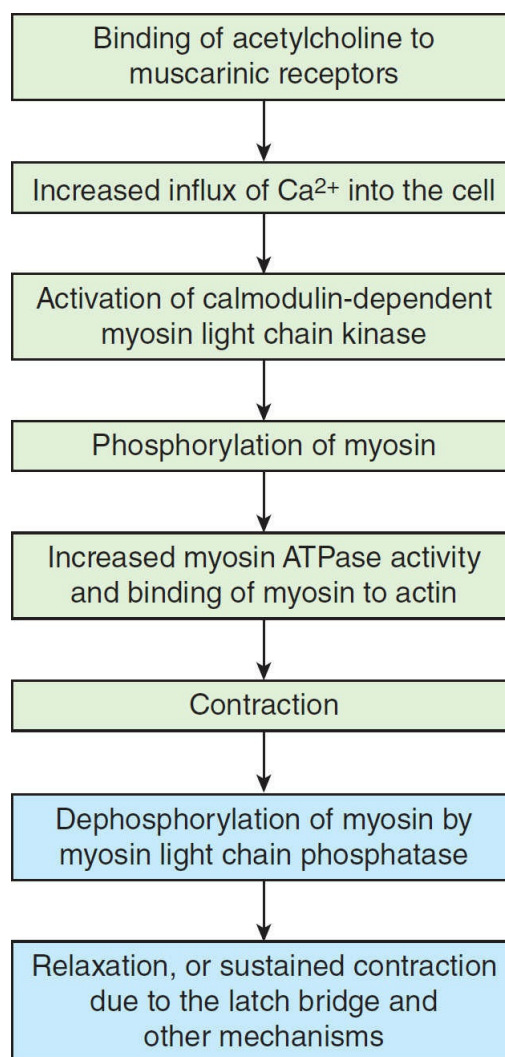 Binding of acetylcholine to
muscarinic receptors
Increased influx of Ca²⁺ into the cell
Activation of calmodulin-dependent
myosin light chain kinase
Phosphorylation of myosin
Increased myosin ATPase activity
and binding of myosin to actin
Contraction
Dephosphorylation of myosin by
myosin light chain phosphatase
Relaxation, or sustained contraction
due to the latch bridge and
other mechanisms